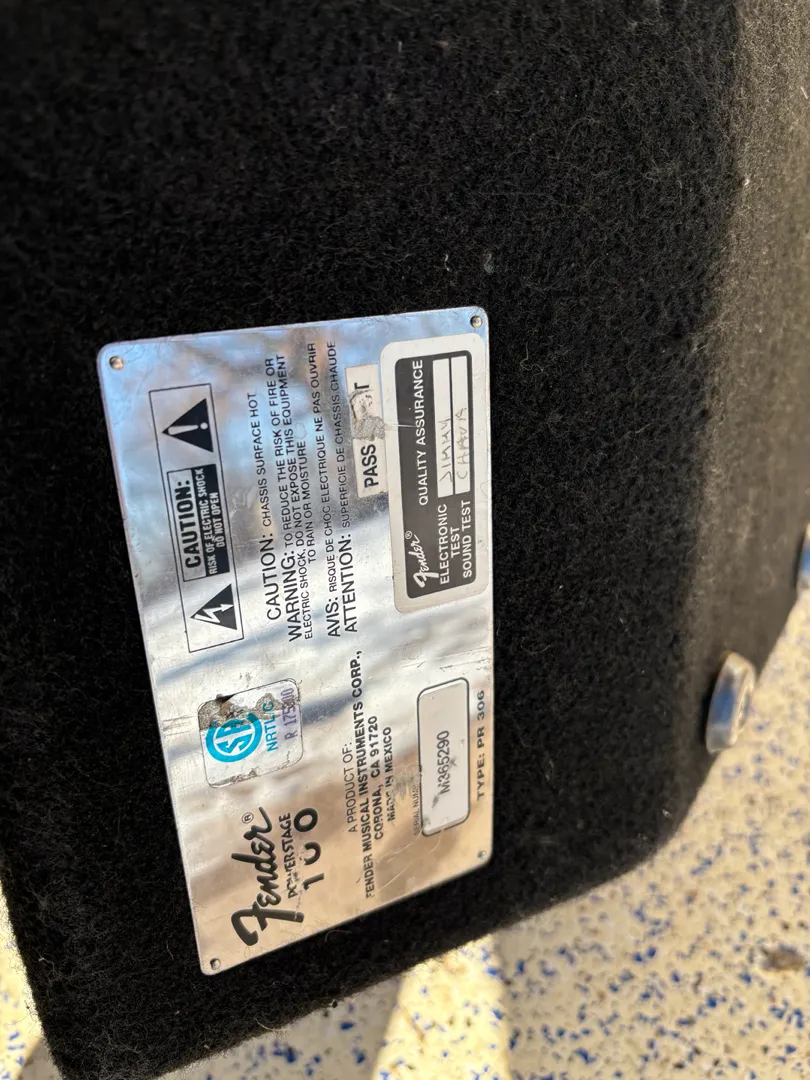 Fender®
POWERSTAGE
100
A PRODUCT OF:
FENDER MUSICAL INSTRUMENTS CORP.,
CORONA, CA 91720
MADE IN MEXICO
SERIAL NUMBER
M365290
TYPE: PR 306
NRTL/C
CAUTION:
RISK OF ELECTRIC SHOCK
DO NOT OPEN
CAUTION: CHASSIS SURFACE HOT
WARNING: TO REDUCE THE RISK OF FIRE OR
ELECTRIC SHOCK, DO NOT EXPOSE THIS EQUIPMENT
TO RAIN OR MOISTURE
AVIS: RISQUE DE CHOC ELECTRIQUE NE PAS OUVRIR
ATTENTION: SUPERFICIE DE CHASSIS CHAUDE
PASS
Fender® QUALITY ASSURANCE
ELECTRONIC TEST JIMMY
SOUND TEST